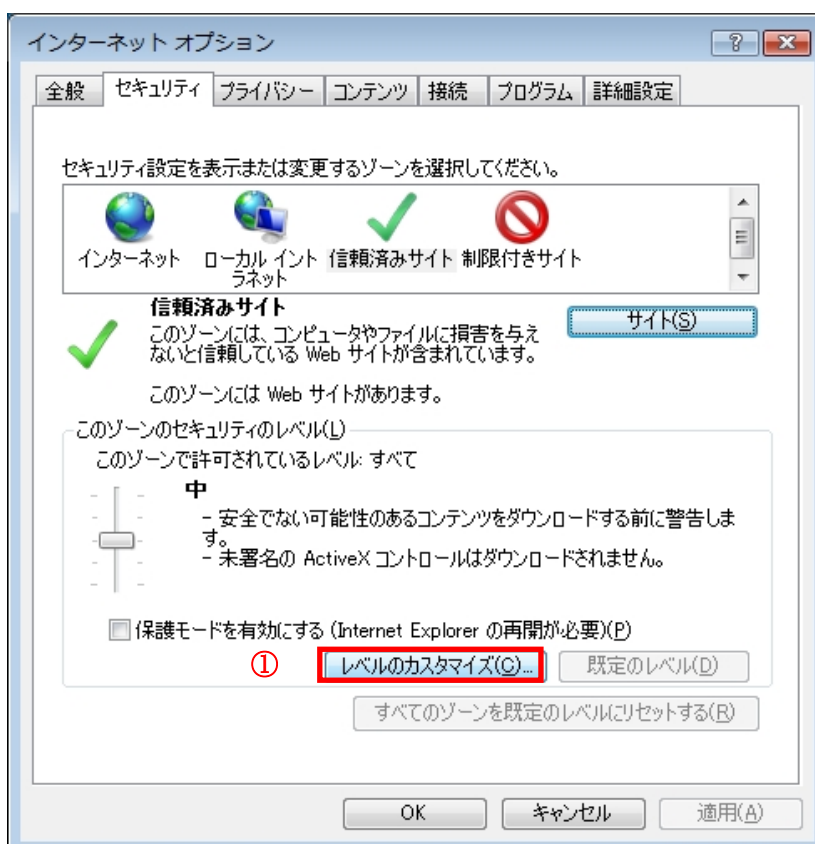 インターネット オプション
全般 セキュリティ プライバシー コンテンツ 接続 プログラム 詳細設定
セキュリティ設定を表示または変更するゾーンを選択してください。
インターネット ローカル イント 信頼済みサイト 制限付きサイト
ラネット
信頼済みサイト
サイト(S)
このゾーンには、コンピュータやファイルに損害を与え
ないと信頼している Web サイトが含まれています。
このゾーンには Web サイトがあります。
このゾーンのセキュリティのレベル(L)
このゾーンで許可されているレベル: すべて
中
- 安全でない可能性のあるコンテンツをダウンロードする前に警告しま
す。
- 未署名の ActiveX コントロールはダウンロードされません。
保護モードを有効にする (Internet Explorer の再開が必要)(P)
① レベルのカスタマイズ(C)... 既定のレベル(D)
すべてのゾーンを既定のレベルにリセットする(R)
OK キャンセル 適用(A)